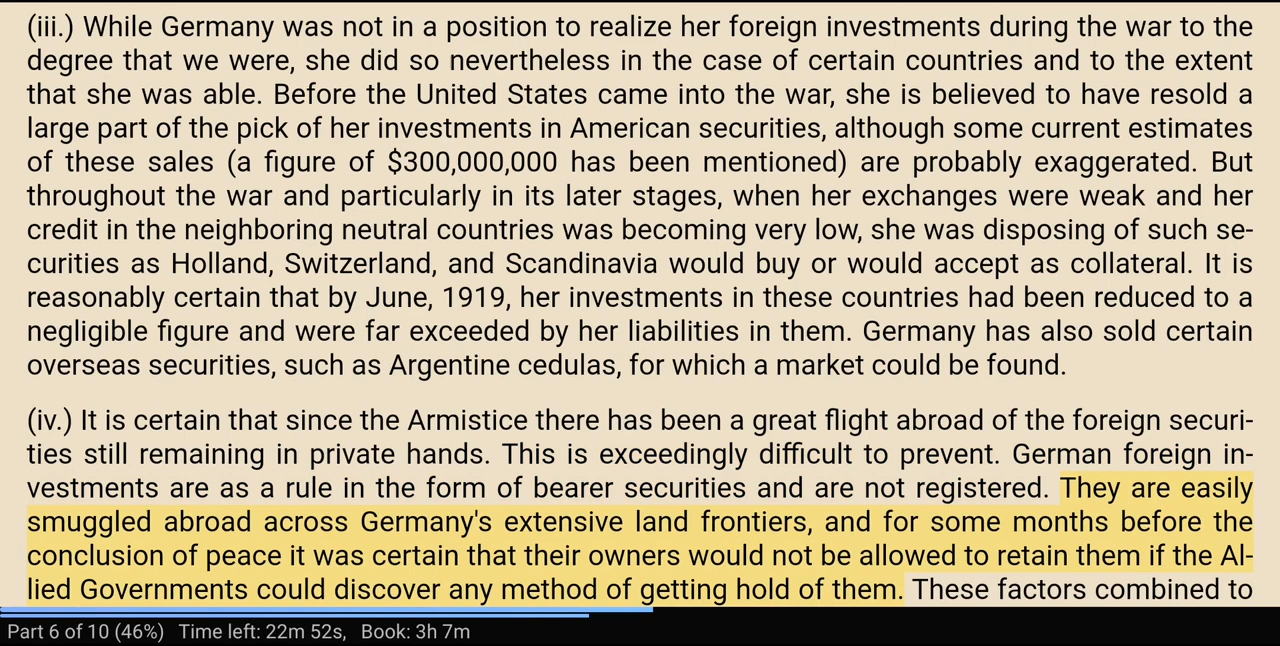 (iii.) While Germany was not in a position to realize her foreign investments during the war to the
degree that we were, she did so nevertheless in the case of certain countries and to the extent
that she was able. Before the United States came into the war, she is believed to have resold a
large part of the pick of her investments in American securities, although some current estimates
of these sales (a figure of $300,000,000 has been mentioned) are probably exaggerated. But
throughout the war and particularly in its later stages, when her exchanges were weak and her
credit in the neighboring neutral countries was becoming very low, she was disposing of such se-
curities as Holland, Switzerland, and Scandinavia would buy or would accept as collateral. It is
reasonably certain that by June, 1919, her investments in these countries had been reduced to a
negligible figure and were far exceeded by her liabilities in them. Germany has also sold certain
overseas securities, such as Argentine cedulas, for which a market could be found.
(iv.) It is certain that since the Armistice there has been a great flight abroad of the foreign securi-
ties still remaining in private hands. This is exceedingly difficult to prevent. German foreign in-
vestments are as a rule in the form of bearer securities and are not registered. They are easily
smuggled abroad across Germany's extensive land frontiers, and for some months before the
conclusion of peace it was certain that their owners would not be allowed to retain them if the Al-
lied Governments could discover any method of getting hold of them. These factors combined to
Part 6 of 10 (46%) Time left: 22m 52s, Book: 3h 7m